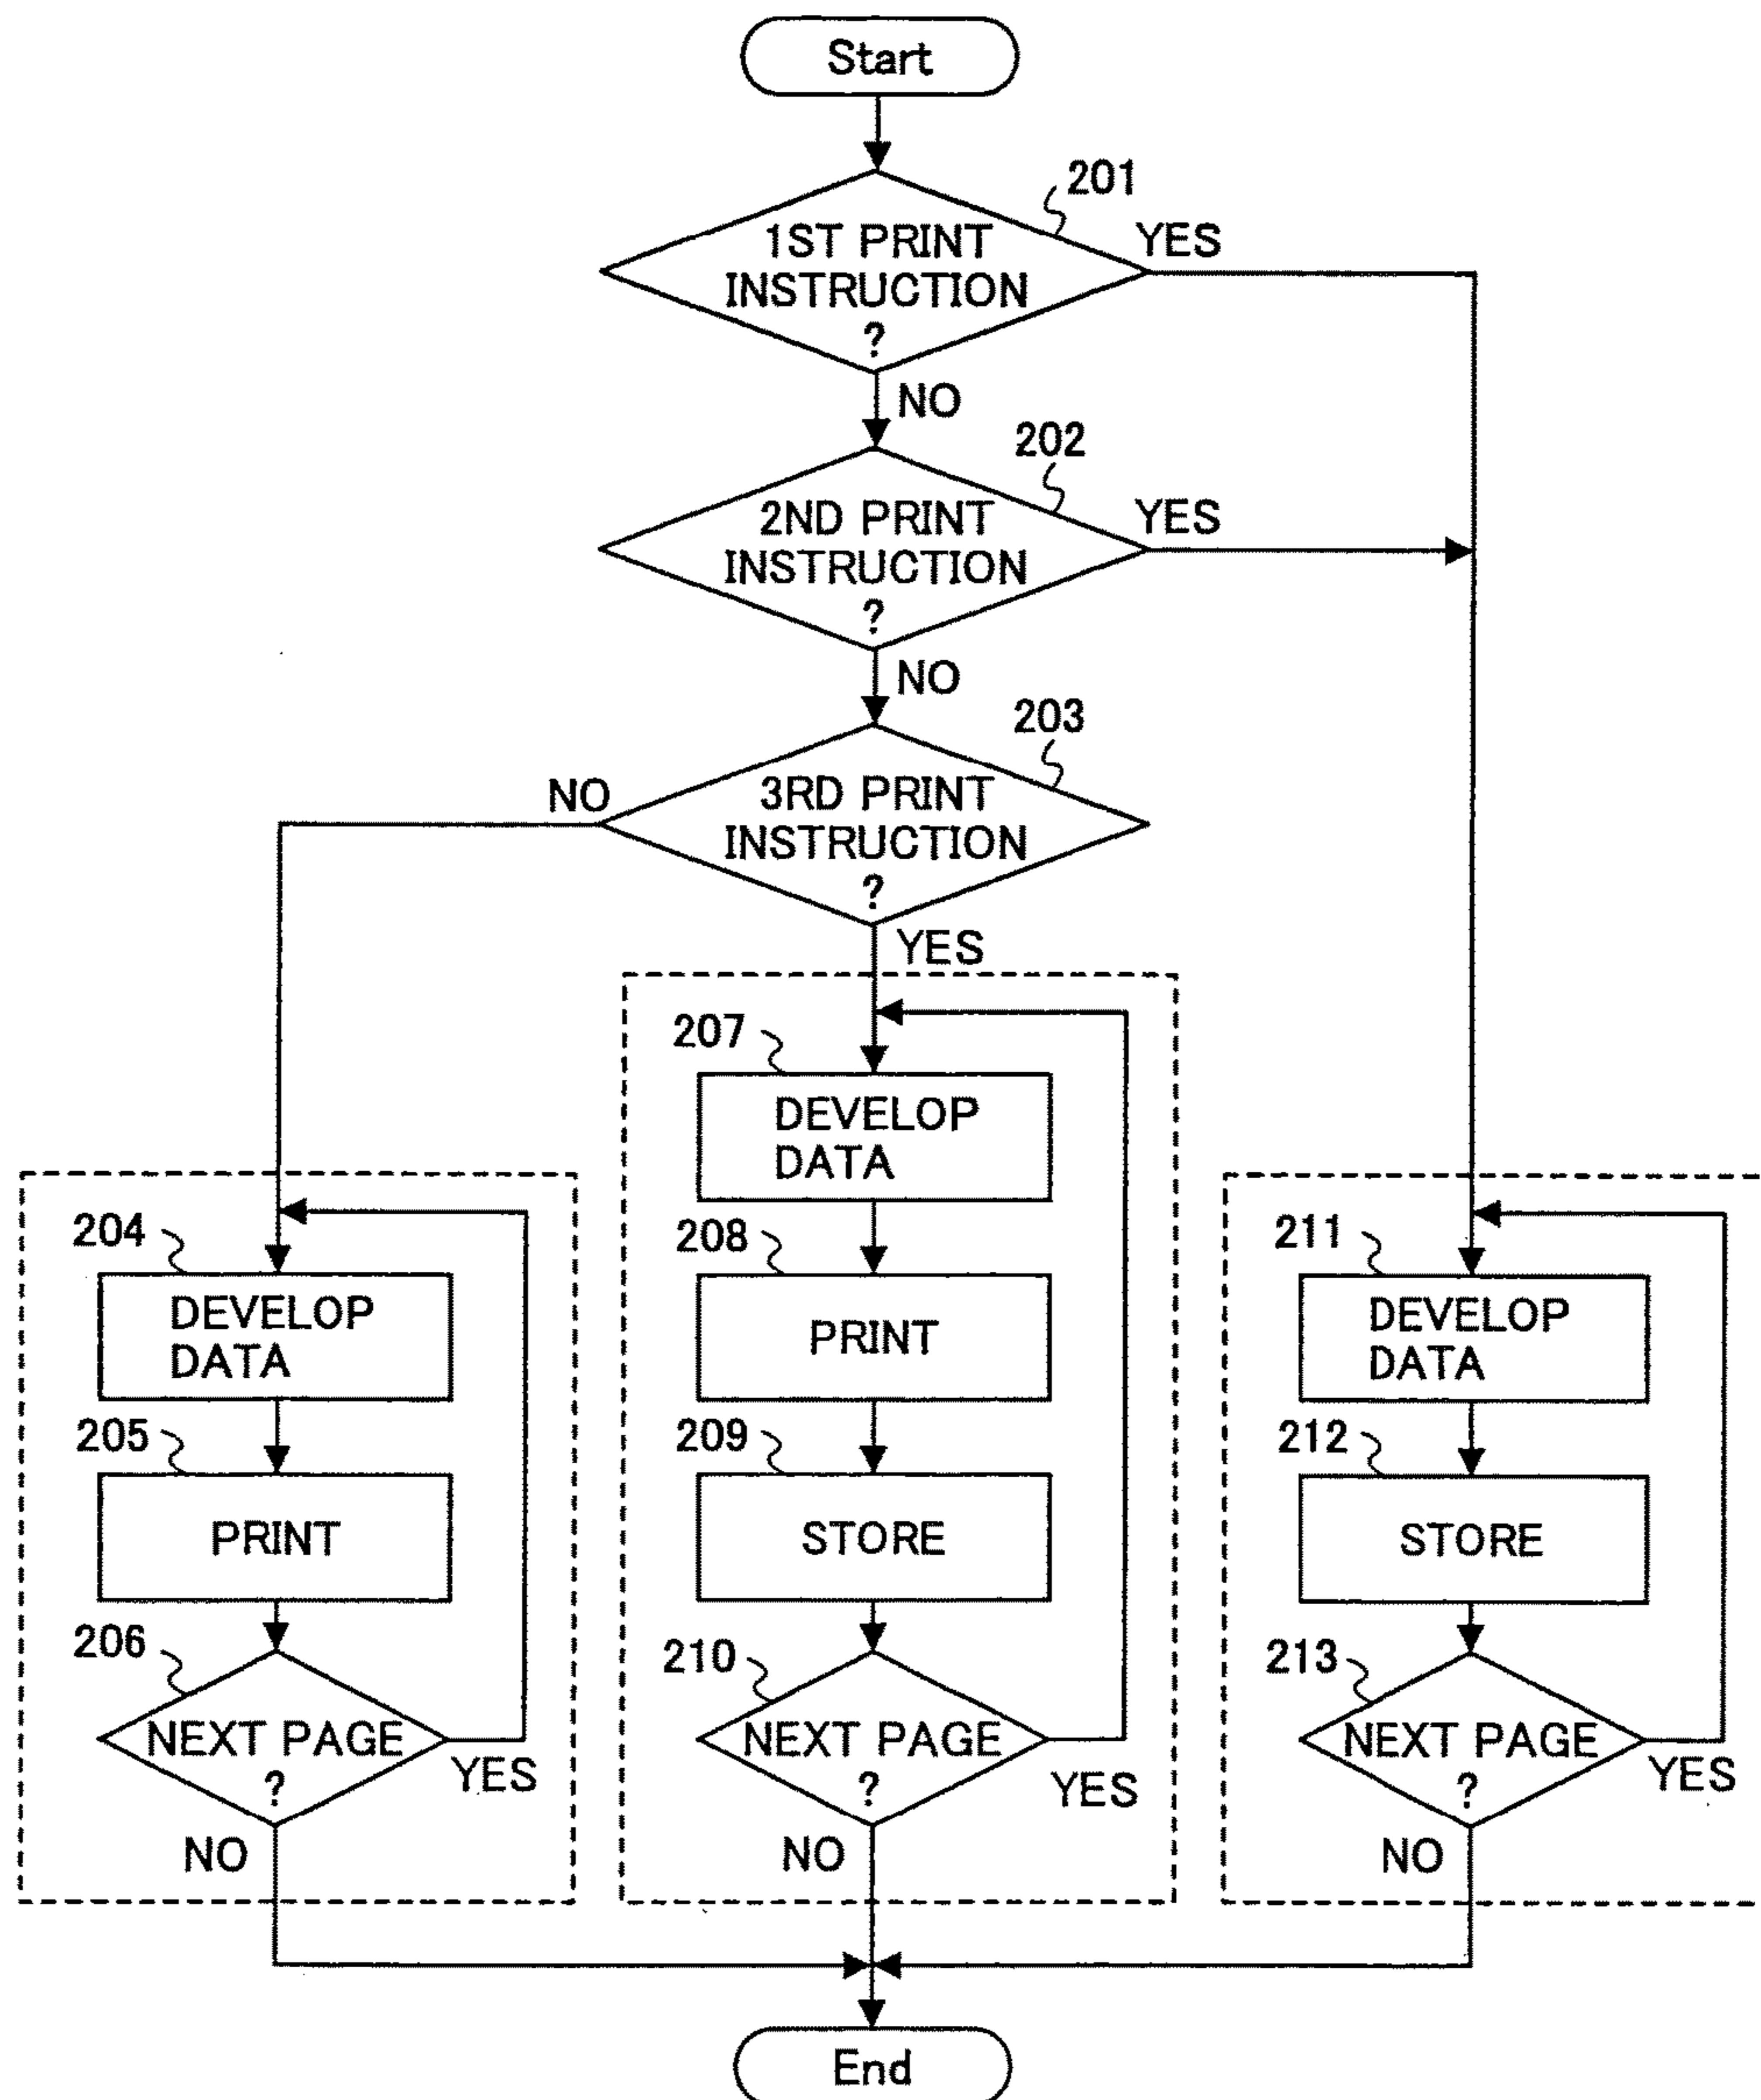 Start
201
1ST PRINT
INSTRUCTION
?
YES
NO
202
2ND PRINT
INSTRUCTION
?
YES
NO
203
3RD PRINT
INSTRUCTION
?
NO
YES
204
DEVELOP
DATA
205
PRINT
206
NEXT PAGE
?
YES
NO
207
DEVELOP
DATA
208
PRINT
209
STORE
210
NEXT PAGE
?
YES
NO
211
DEVELOP
DATA
212
STORE
213
NEXT PAGE
?
YES
NO
End